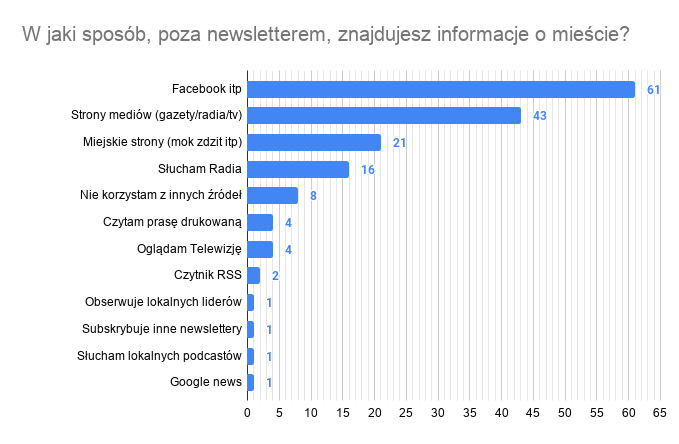 W jaki sposób, poza newsletterem, znajdujesz informacje o mieście?
Facebook itp 61
Strony mediów (gazety/radia/tv) 43
Miejskie strony (mok zdzit itp) 21
Słucham Radia 16
Nie korzystam z innych źródeł 8
Czytam prasę drukowaną 4
Oglądam Telewizję 4
Czytnik RSS 2
Obserwuje lokalnych liderów 1
Subskrybuje inne newslettery 1
Słucham lokalnych podcastów 1
Google news 1
0 5 10 15 20 25 30 35 40 45 50 55 60 65